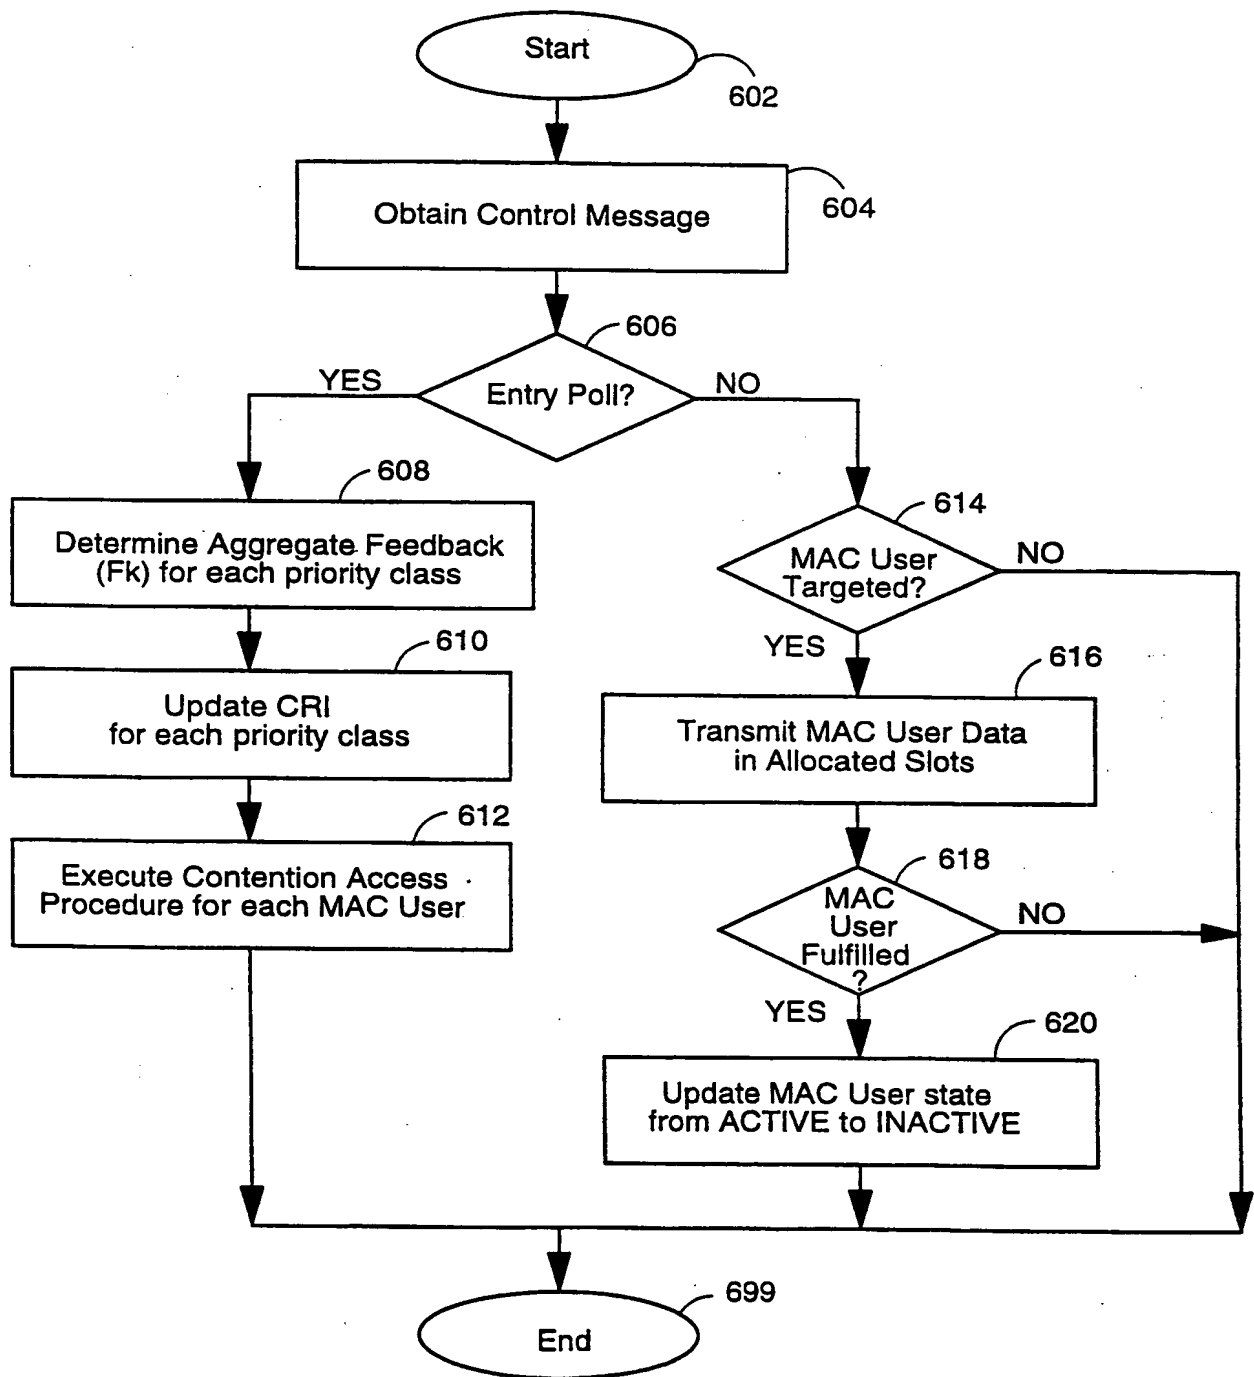 Start
602
Obtain Control Message
604
606
Entry Poll?
YES
NO
608
Determine Aggregate Feedback
(Fk) for each priority class
610
Update CRI
for each priority class
612
Execute Contention Access
Procedure for each MAC User
614
MAC User
Targeted?
NO
YES
616
Transmit MAC User Data
in Allocated Slots
618
MAC
User
Fulfilled
?
NO
YES
620
Update MAC User state
from ACTIVE to INACTIVE
699
End